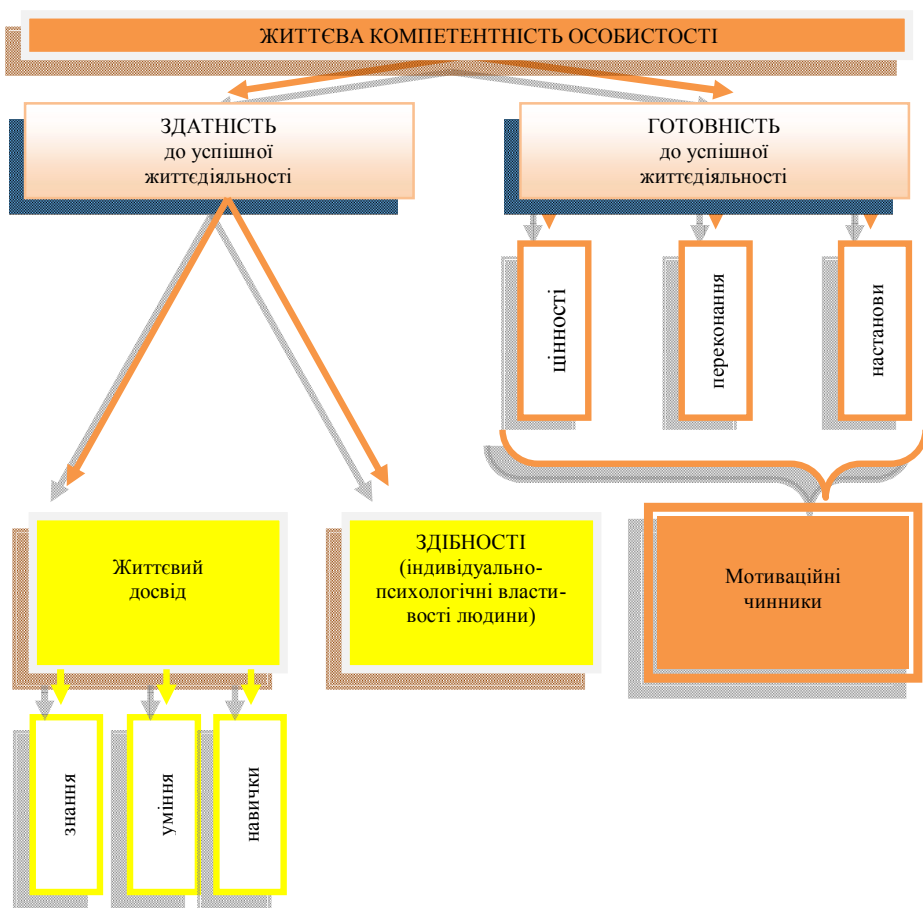 ЖИТТЄВА КОМПЕТЕНТНІСТЬ ОСОБИСТОСТІ
ЗДАТНІСТЬ
до успішної
життєдіяльності
ГОТОВНІСТЬ
до успішної
життєдіяльності
цінності
переконання
настанови
Життєвий
досвід
ЗДІБНОСТІ
(індивідуально-
психологічні власти-
вості людини)
Мотиваційні
чинники
знання
уміння
навички